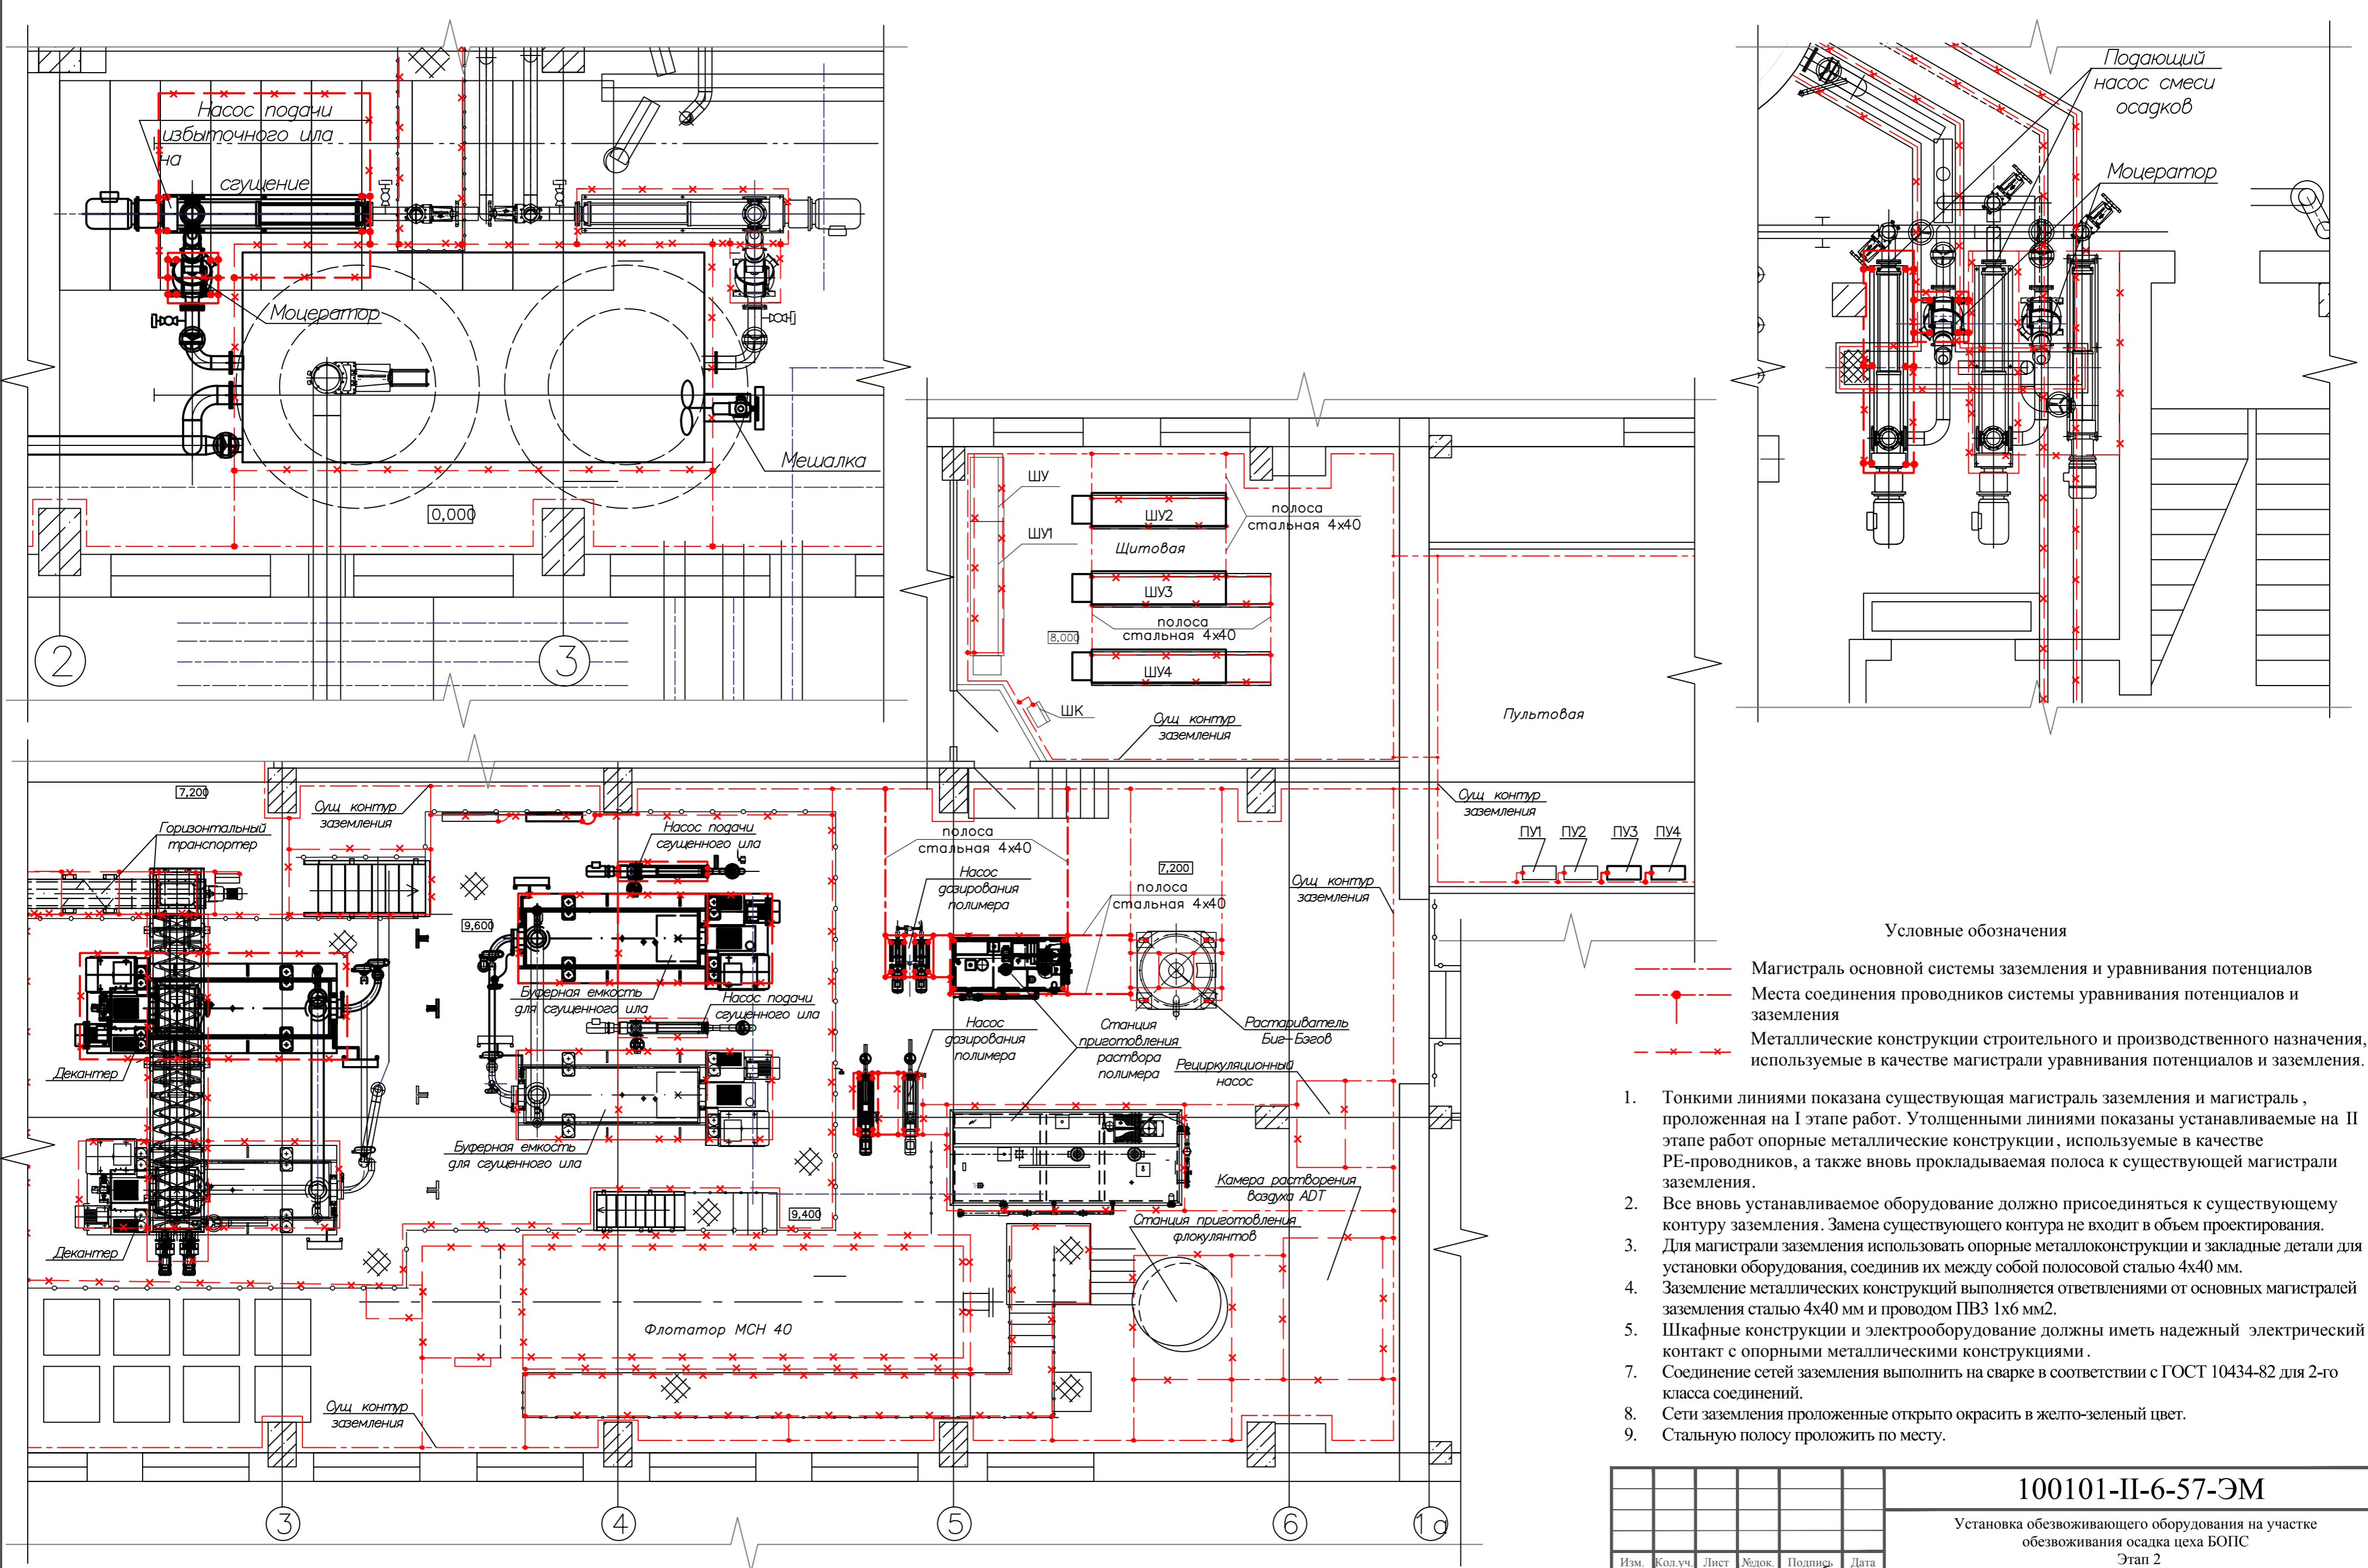 Насос подачи
избыточного ила
на
сгущение
Моцератор
Мешалка
0,000
2
3
Подающий
насос смеси
осадков
Моцератор
ШУ
ШУ1
ШУ2
Щитовая
ШУ3
ШУ4
ШК
полоса
стальная 4х40
полоса
стальная 4х40
8,000
Сущ контур
заземления
Пультовая
Сущ контур
заземления
ПУ1
ПУ2
ПУ3
ПУ4
7,200
Сущ контур
заземления
Горизонтальный
транспортер
Насос подачи
сгущенного ила
полоса
стальная 4х40
Насос
дозирования
полимера
7,200
полоса
стальная 4х40
Сущ контур
заземления
9,600
Буферная емкость
для сгущенного ила
Насос подачи
сгущенного ила
Насос
дозирования
полимера
Станция
приготовления
раствора
полимера
Растариватель
Биг-Бэгов
Рециркуляционный
насос
Декантер
Буферная емкость
для сгущенного ила
Камера растворения
воздуха ADT
9,400
Станция приготовления
флокулянтов
Декантер
Флотатор МСН 40
Сущ контур
заземления
3
4
5
6
1а
Условные обозначения
Магистраль основной системы заземления и уравнивания потенциалов
Места соединения проводников системы уравнивания потенциалов и
заземления
Металлические конструкции строительного и производственного назначения,
используемые в качестве магистрали уравнивания потенциалов и заземления.
1. Тонкими линиями показана существующая магистраль заземления и магистраль,
проложенная на I этапе работ. Утолщенными линиями показаны устанавливаемые на II
этапе работ опорные металлические конструкции, используемые в качестве
РЕ-проводников, а также вновь прокладываемая полоса к существующей магистрали
заземления.
2. Все вновь устанавливаемое оборудование должно присоединяться к существующему
контуру заземления. Замена существующего контура не входит в объем проектирования.
3. Для магистрали заземления использовать опорные металлоконструкции и закладные детали для
установки оборудования, соединив их между собой полосовой сталью 4х40 мм.
4. Заземление металлических конструкций выполняется ответвлениями от основных магистралей
заземления сталью 4х40 мм и проводом ПВ3 1х6 мм2.
5. Шкафные конструкции и электрооборудование должны иметь надежный электрический
контакт с опорными металлическими конструкциями.
7. Соединение сетей заземления выполнить на сварке в соответствии с ГОСТ 10434-82 для 2-го
класса соединений.
8. Сети заземления проложенные открыто окрасить в желто-зеленый цвет.
9. Стальную полосу проложить по месту.
100101-II-6-57-ЭМ
Установка обезвоживающего оборудования на участке
обезвоживания осадка цеха БОПС
Этап 2
Изм. Кол.уч. Лист №док. Подпись Дата